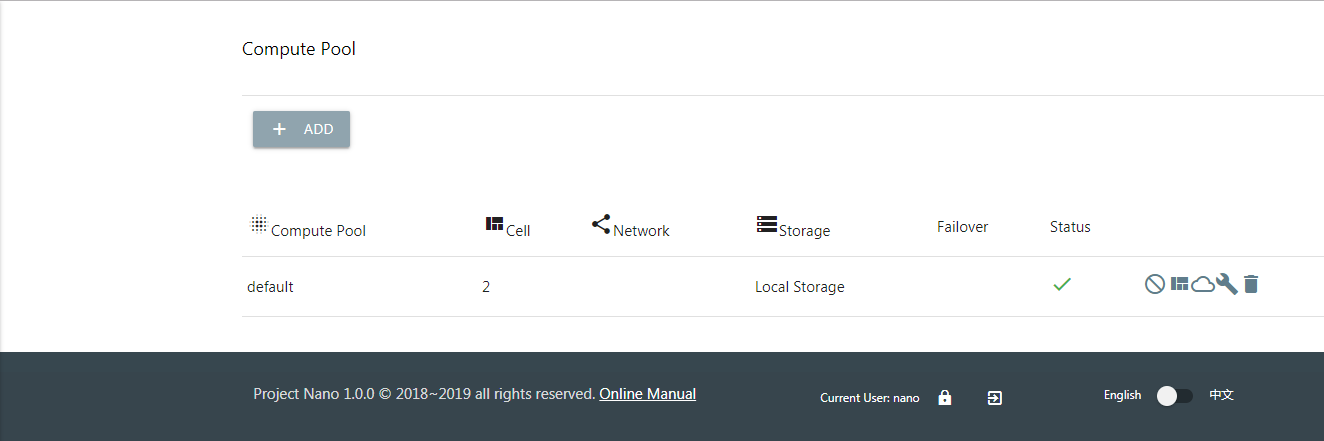 Compute Pool
ADD
Compute Pool Cell Network Storage Failover Status
default 2 Local Storage
Project Nano 1.0.0 © 2018~2019 all rights reserved. Online Manual Current User: nano English 中文